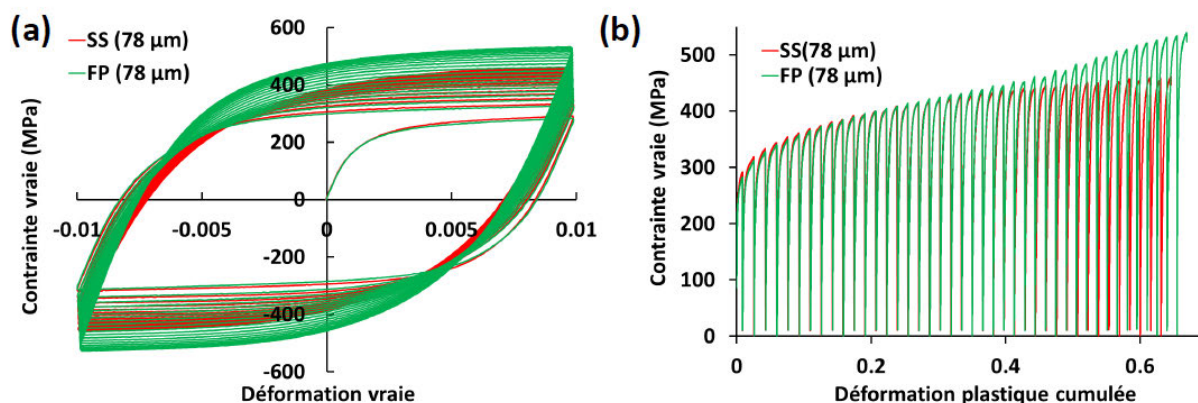 (a)
SS (78 µm)
FP (78 µm)
Contrainte vraie (MPa)
600
400
200
0
-0.01
-0.005
0
0.005
0.01
-200
-400
-600
Déformation vraie
(b)
SS(78 µm)
FP (78 µm)
Contrainte vraie (MPa)
500
400
300
200
100
0
0
0.2
0.4
0.6
Déformation plastique cumulée